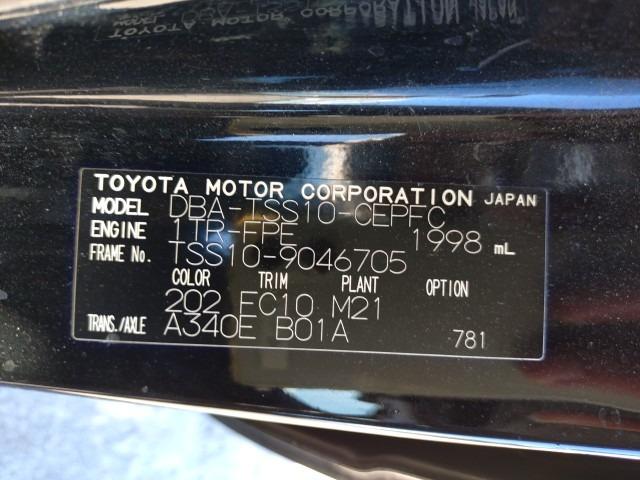 TOYOTA MOTOR CORPORATION JAPAN
MODEL DBA-TSS10-CEPFC
ENGINE 1TR-FPE 1998 mL
FRAME No. TSS10-9046705
COLOR TRIM PLANT OPTION
202 FC10 M21
TRANS./AXLE A340E B01A 781